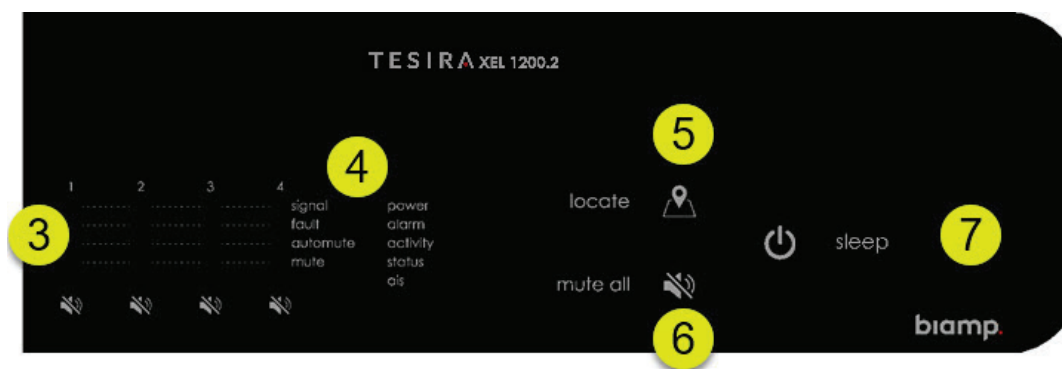 TESIRA XEL 1200.2
5
4
1 2 3 4
signal power
locate
3
fault alarm
automute activity
sleep
7
mute status
als
mute all
biamp.
6